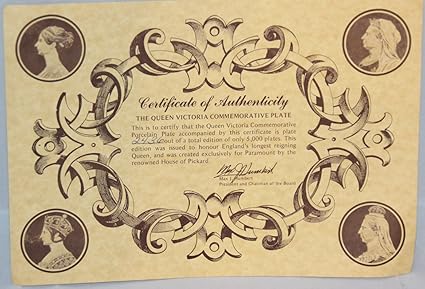 Certificate of Authenticity
THE QUEEN VICTORIA COMMEMORATIVE PLATE
This is to certify that the Queen Victoria Commemorative
Porcelain Plate accompanied by this certificate is plate
out of a total edition of only 5,000 plates. This
edition was issued to honour England's longest reigning
Queen, and was created exclusively for Paramount by the
renowned House of Pickard.
Max J. Humbert
President and Chairman of the Board